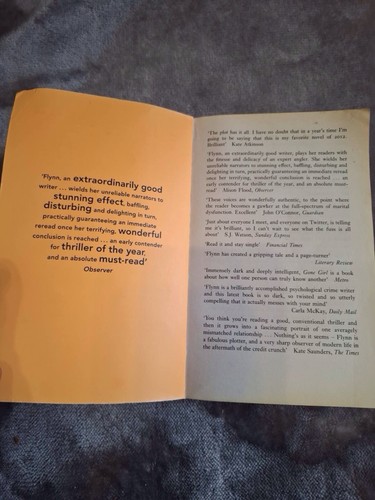 'Flynn, an extraordinarily good
writer ... wields her unreliable narrators to
stunning effect, baffling,
disturbing and delighting in turn,
practically guaranteeing an immediate
reread once her terrifying, wonderful
conclusion is reached ... an early contender
for thriller of the year,
and an absolute must-read'
Observer
'The plot has it all. I have no doubt that in a year's time I'm
going to be saying that this is my favourite novel of 2012.
Brilliant' Kate Atkinson
'Flynn, an extraordinarily good writer, plays her readers with
the finesse and delicacy of an expert angler. She wields her
unreliable narrators to stunning effect, baffling, disturbing and
delighting in turn, practically guaranteeing an immediate reread
once her terrifying, wonderful conclusion is reached ... an
early contender for thriller of the year, and an absolute must-
read' Alison Flood, Observer
'These voices are wonderfully authentic, to the point where
the reader becomes a gawker at the full-spectrum of marital
dysfunction. Excellent' John O'Connor, Guardian
'Just about everyone I meet, and everyone on Twitter, is telling
me it's brilliant, so I can't wait to see what the fuss is all
about' S.J. Watson, Sunday Express
'Read it and stay single' Financial Times
'Flynn has created a gripping tale and a page-turner'
Literary Review
'Immensely dark and deeply intelligent, Gone Girl is a book
about how well one person can truly know another' Metro
'Flynn is a brilliantly accomplished psychological crime writer
and this latest book is so dark, so twisted and so utterly
compelling that it actually messes with your mind'
Carla McKay, Daily Mail
'You think you're reading a good, conventional thriller and
then it grows into a fascinating portrait of one averagely
mismatched relationship ... Nothing's as it seems – Flynn is
a fabulous plotter, and a very sharp observer of modern life in
the aftermath of the credit crunch' Kate Saunders, The Times